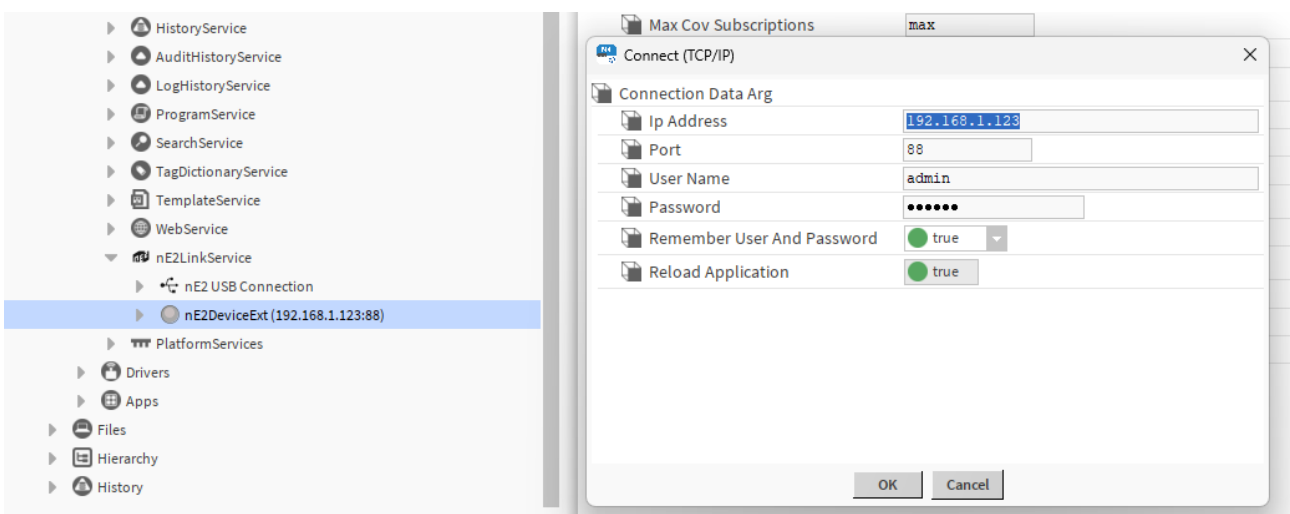 HistoryService
AuditHistoryService
LogHistoryService
ProgramService
SearchService
TagDictionaryService
TemplateService
WebService
nE2LinkService
nE2 USB Connection
nE2DeviceExt (192.168.1.123:88)
PlatformServices
Drivers
Apps
Files
Hierarchy
History
Max Cov Subscriptions max
Connect (TCP/IP)
Connection Data Arg
Ip Address 192.168.1.123
Port 88
User Name admin
Password ●●●●●●
Remember User And Password true
Reload Application true
OK Cancel